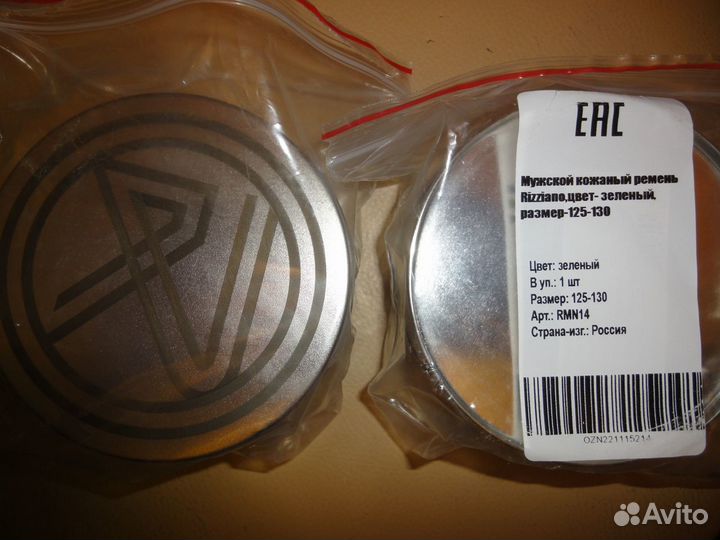 EAC
Мужской кожаный ремень
Rizziano,цвет- зеленый,
размер-125-130
Цвет: зеленый
В уп.: 1 шт
Размер: 125-130
Арт.: RMN14
Страна-изг.: Россия
OZN221115214
Avito